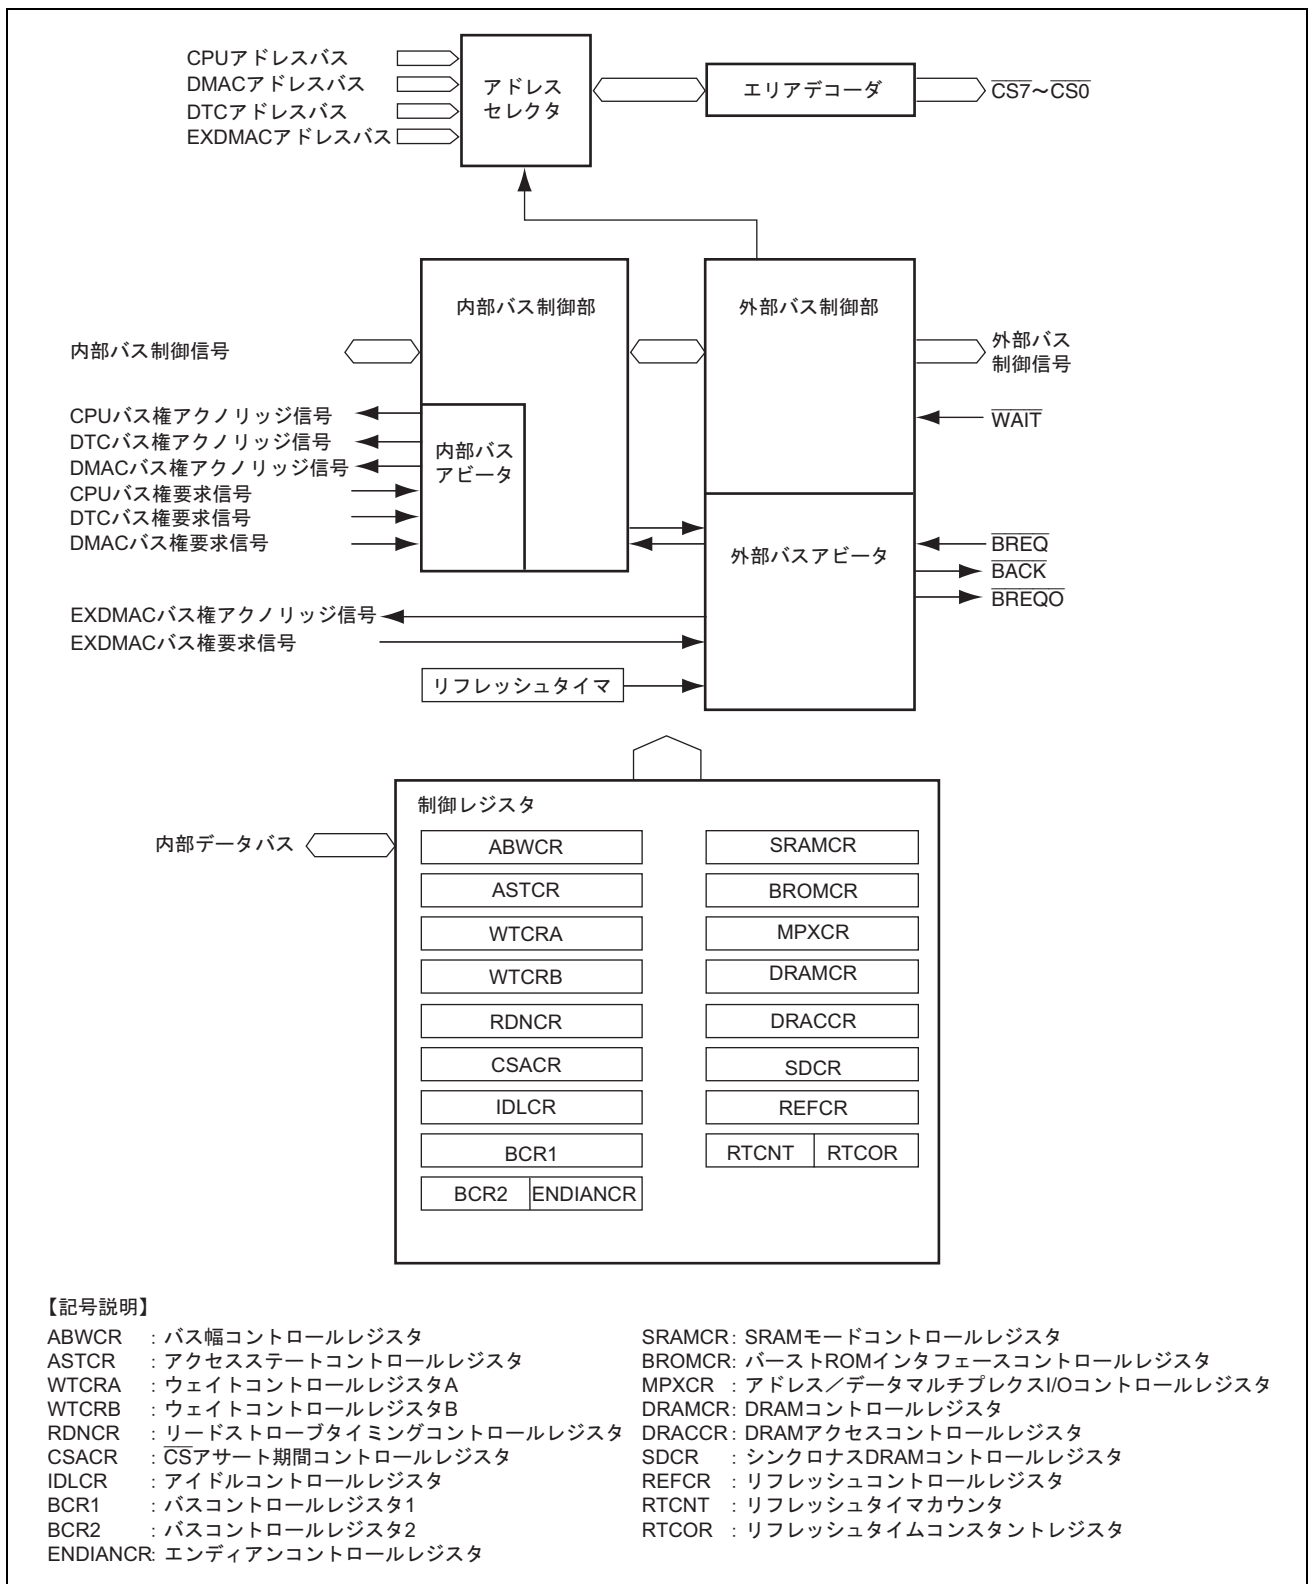 CPUアドレスバス
DMACアドレスバス
DTCアドレスバス
EXDMACアドレスバス
アドレス
セレクタ
エリアデコーダ
CS7～CS0
内部バス制御部
外部バス制御部
内部バス制御信号
外部バス
制御信号
CPUバス権アクノリッジ信号
DTCバス権アクノリッジ信号
DMACバス権アクノリッジ信号
CPUバス権要求信号
DTCバス権要求信号
DMACバス権要求信号
内部バス
アビータ
WAIT
外部バスアビータ
BREQ
BACK
BREQO
EXDMACバス権アクノリッジ信号
EXDMACバス権要求信号
リフレッシュタイマ
制御レジスタ
内部データバス
ABWCR
ASTCR
WTCRA
WTCRB
RDNCR
CSACR
IDLCR
BCR1
BCR2 ENDIANCR
SRAMCR
BROMCR
MPXCR
DRAMCR
DRACCR
SDCR
REFCR
RTCNT RTCOR
【記号説明】
ABWCR : バス幅コントロールレジスタ
ASTCR : アクセスステートコントロールレジスタ
WTCRA : ウェイトコントロールレジスタA
WTCRB : ウェイトコントロールレジスタB
RDNCR : リードストローブタイミングコントロールレジスタ
CSACR : CSアサート期間コントロールレジスタ
IDLCR : アイドルコントロールレジスタ
BCR1 : バスコントロールレジスタ1
BCR2 : バスコントロールレジスタ2
ENDIANCR: エンディアンコントロールレジスタ
SRAMCR: SRAMモードコントロールレジスタ
BROMCR: バーストROMインタフェースコントロールレジスタ
MPXCR : アドレス／データマルチプレクスI/Oコントロールレジスタ
DRAMCR: DRAMコントロールレジスタ
DRACCR: DRAMアクセスコントロールレジスタ
SDCR : シンクロナスDRAMコントロールレジスタ
REFCR : リフレッシュコントロールレジスタ
RTCNT : リフレッシュタイマカウンタ
RTCOR : リフレッシュタイムコンスタントレジスタ